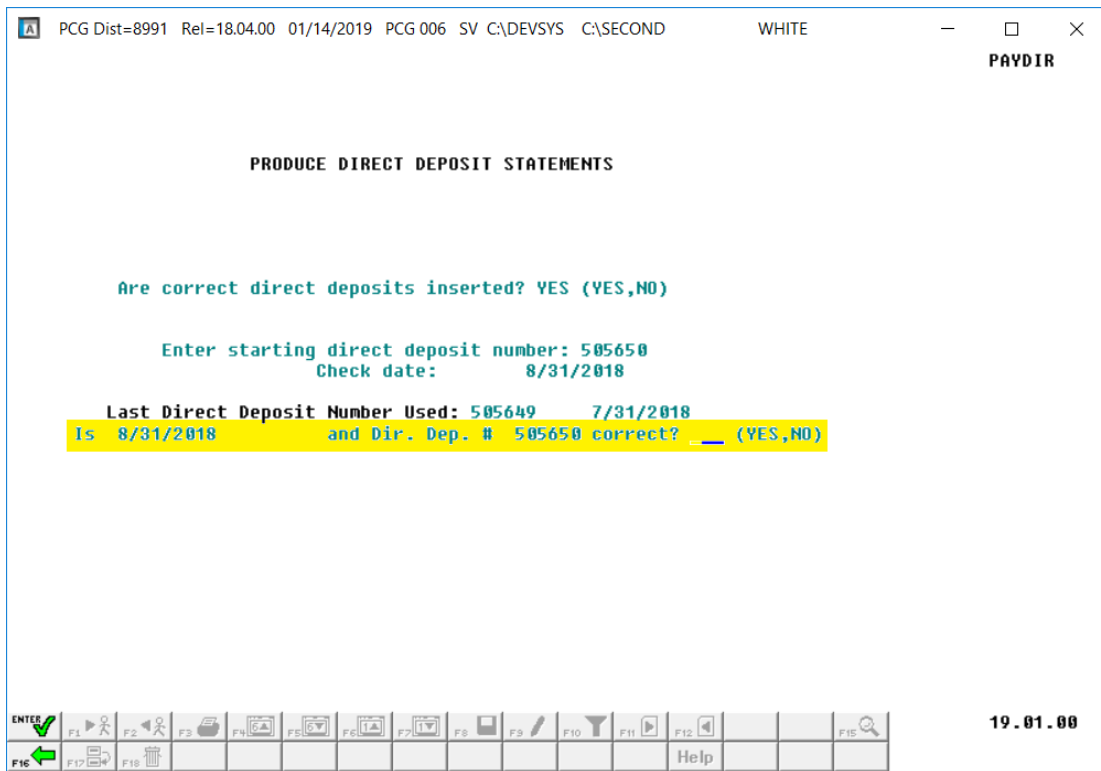 PCG Dist=8991 Rel=18.04.00 01/14/2019 PCG 006 SV C:\DEVSYS C:\SECOND WHITE
PAYDIR
PRODUCE DIRECT DEPOSIT STATEMENTS
Are correct direct deposits inserted? YES (YES,NO)
Enter starting direct deposit number: 505650
Check date: 8/31/2018
Last Direct Deposit Number Used: 505649 7/31/2018
Is 8/31/2018 and Dir. Dep. # 505650 correct? (YES,NO)
ENTER F1 F2 F3 F4 F5 F6 F7 F8 F9 F10 F11 F12 F15 19.01.00
F16 F17 F18 Help